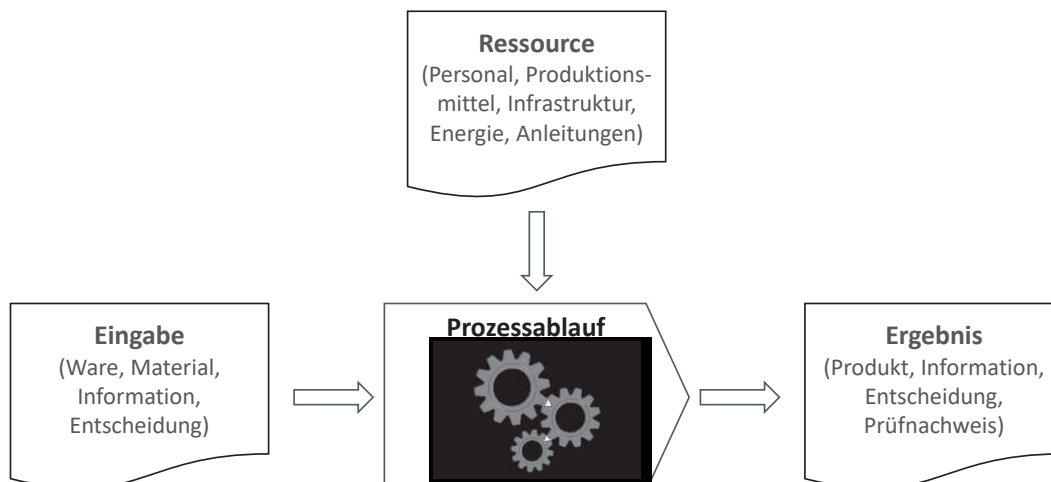 Ressource
(Personal, Produktions-
mittel, Infrastruktur,
Energie, Anleitungen)
Eingabe
(Ware, Material,
Information,
Entscheidung)
Prozessablauf
Ergebnis
(Produkt, Information,
Entscheidung,
Prüfnachweis)